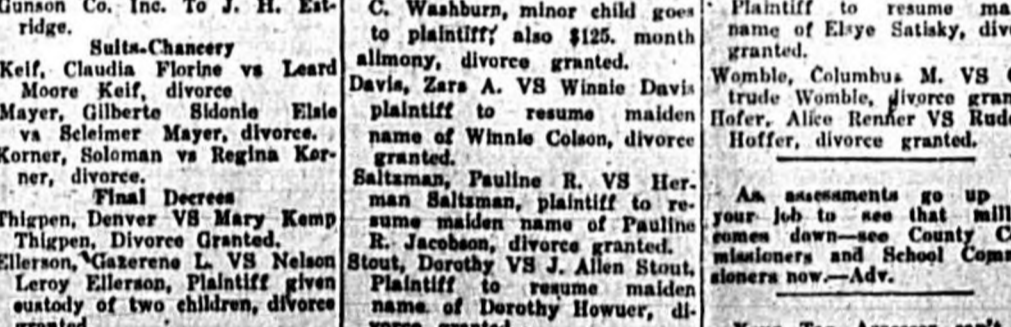 Gunson Co. Inc. To J. H. Est-
ridge.
Suits-Chancery
Keif, Claudia Florine vs Leard
Moore Keif, divorce
Mayer, Gilberte Sidonie Elsie
vs Scleimer Mayer, divorce.
Korner, Soloman vs Regina Kor-
ner, divorce.
Final Decrees
Thigpen, Denver VS Mary Kemp
Thigpen, Divorce Granted.
Ellerson, Gazerene L. VS Nelson
Leroy Ellerson, Plaintiff given
custody of two children, divorce
granted
C. Washburn, minor child goes
to plaintiff; also $125. month
alimony, divorce granted.
Davis, Zara A. VS Winnie Davis
plaintiff to resume maiden
name of Winnie Colson, divorce
granted.
Saltzman, Pauline R. VS Her-
man Saltsman, plaintiff to re-
sume maiden name of Pauline
R. Jacobson, divorce granted.
Stout, Dorothy VS J. Allen Stout,
Plaintiff to resume maiden
name of Dorothy Howuer, di-
vorce granted
Plaintiff to resume ma
name of Elsye Satisky, div
granted.
Womble, Columbus M. VS G
trude Womble, divorce gran
Hofer, Alice Renner VS Rud
Hoffer, divorce granted.
As assessments go up
your job to see that mill
comes down—see County C
missioners and School Comm
sioners now.—Adv.